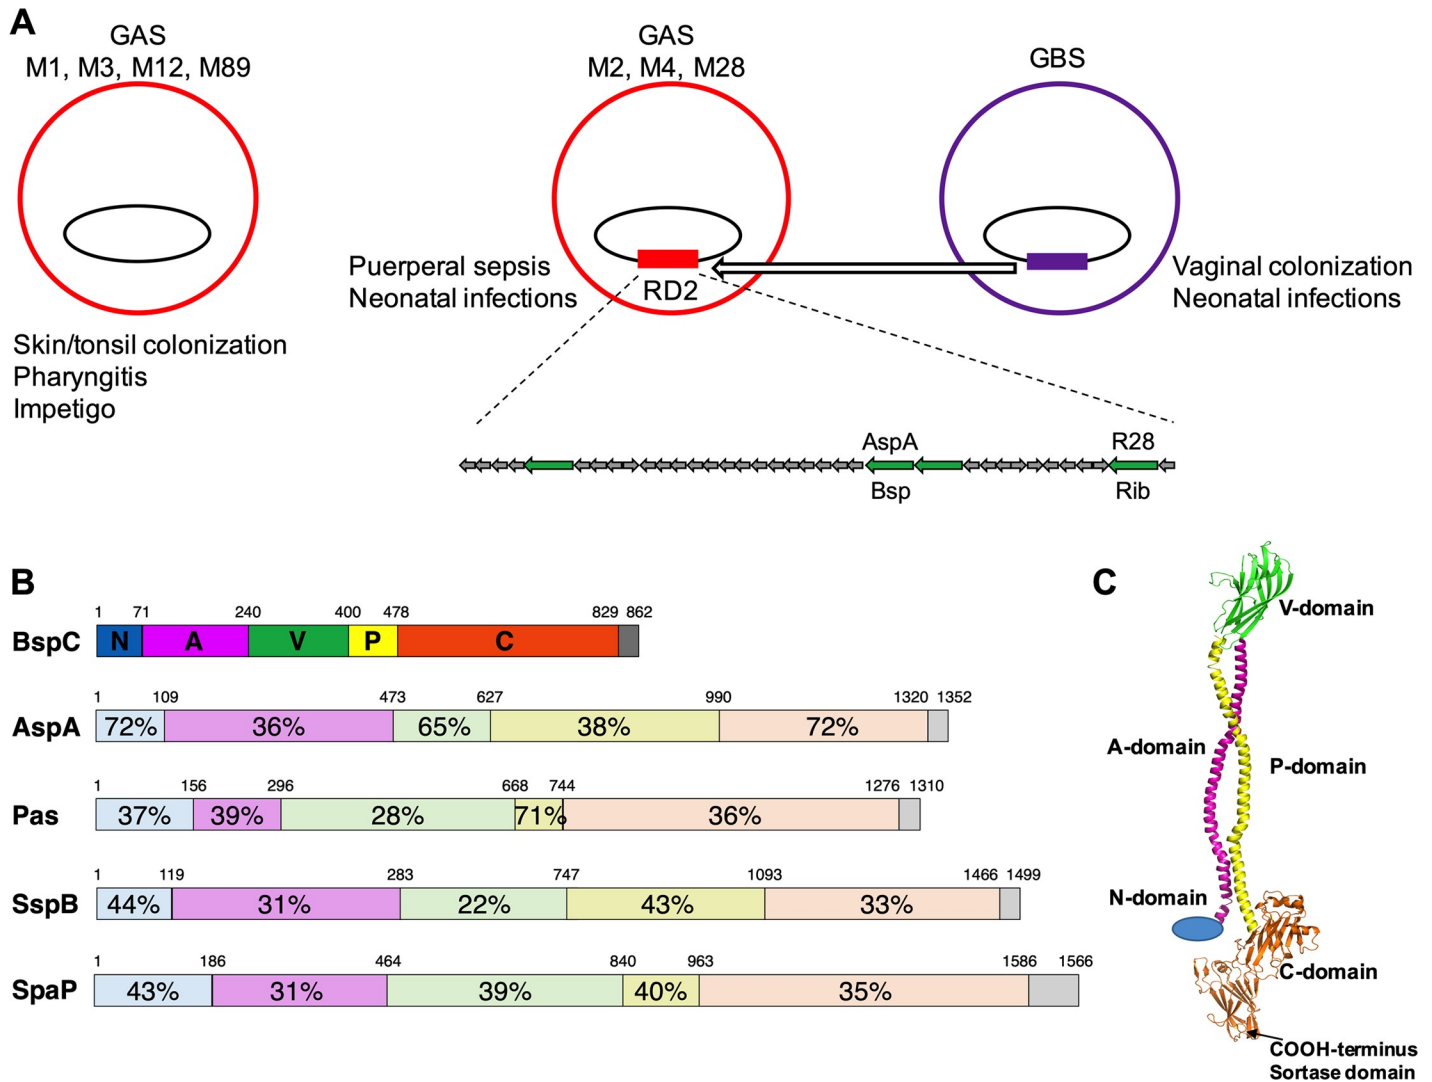 A
GAS
M1, M3, M12, M89
Skin/tonsil colonization
Pharyngitis
Impetigo
GAS
M2, M4, M28
Puerperal sepsis
Neonatal infections
RD2
GBS
Vaginal colonization
Neonatal infections
AspA
R28
Bsp
Rib
B
1 71 240 400 478 829 862
BspC N A V P C
1 109 473 627 990 1320 1352
AspA 72% 36% 65% 38% 72%
1 156 296 668 744 1276 1310
Pas 37% 39% 28% 71% 36%
1 119 283 747 1093 1466 1499
SspB 44% 31% 22% 43% 33%
1 186 464 840 963 1586 1566
SpaP 43% 31% 39% 40% 35%
C
V-domain
A-domain
P-domain
N-domain
C-domain
COOH-terminus
Sortase domain